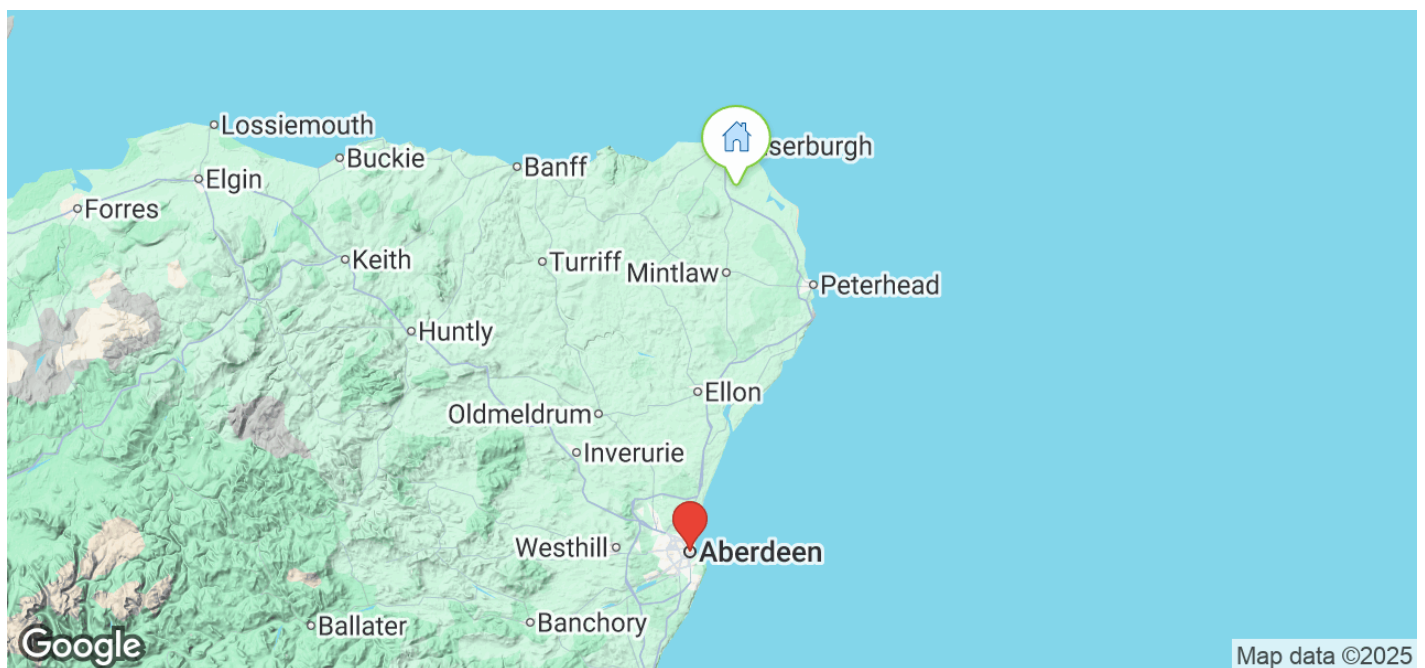 Lossiemouth
Buckie
Banff
serburgh
Elgin
Forres
Keith
Turriff
Mintlaw
Peterhead
Huntly
Ellon
Oldmeldrum
Inverurie
Westhill
Aberdeen
Ballater
Banchory
Google
Map data ©2025